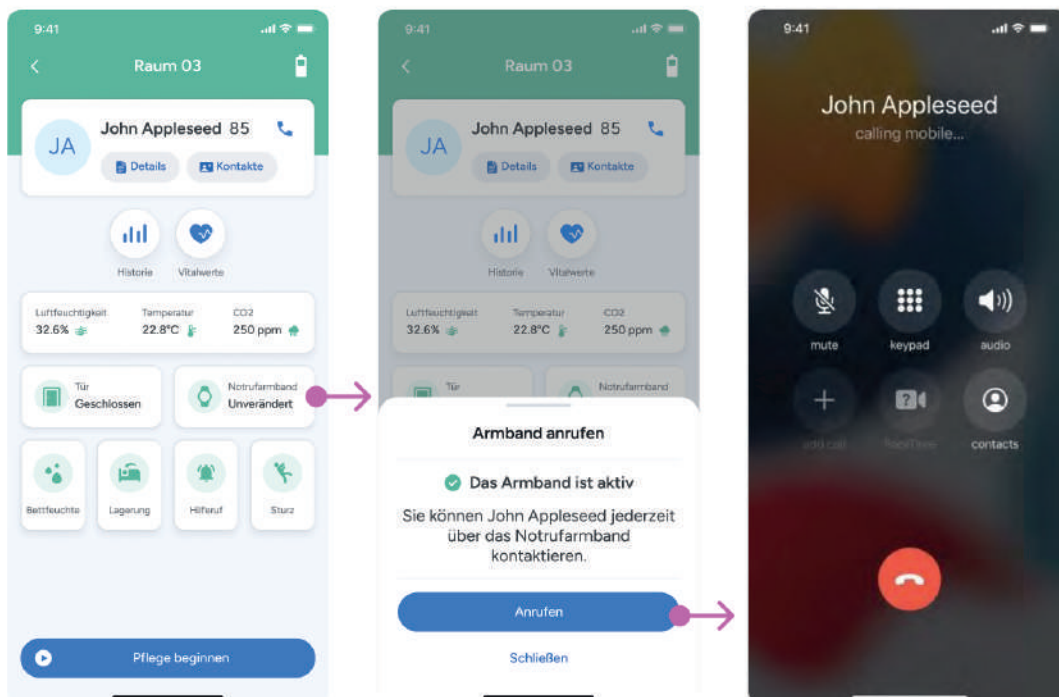 9:41
Raum 03
JA
John Appleseed 85
Details
Kontakte
Historie
Vitalwerte
Luftfeuchtigkeit
Temperatur
CO2
32.6%
22.8°C
250 ppm
Tür
Geschlossen
Notrufarmband
Unverändert
Bettfeuchte
Lagerung
Hilferuf
Sturz
Pflege beginnen
9:41
Raum 03
JA
John Appleseed 85
Details
Kontakte
Historie
Vitalwerte
Luftfeuchtigkeit
Temperatur
CO2
32.6%
22.8°C
250 ppm
Tür
Notrufarmband
Armband anrufen
Das Armband ist aktiv
Sie können John Appleseed jederzeit
über das Notrufarmband
kontaktieren.
Anrufen
Schließen
9:41
John Appleseed
calling mobile...
mute
keypad
audio
add call
FaceTime
contacts